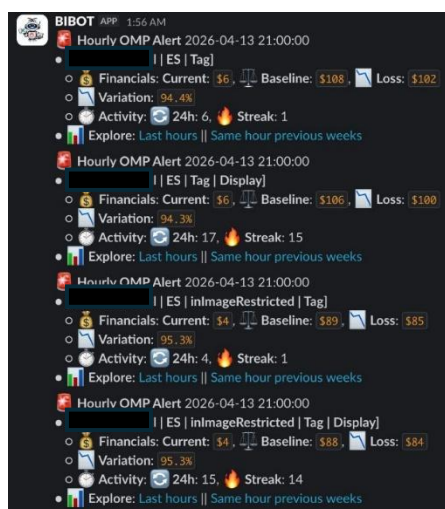 BIBOT APP 1:56 AM
Hourly OMP Alert 2026-04-13 21:00:00
l | ES | Tag]
Financials: Current: $6, Baseline: $108, Loss: $102
Variation: 94.4%
Activity: 24h: 6, Streak: 1
Explore: Last hours || Same hour previous weeks
Hourly OMP Alert 2026-04-13 21:00:00
l | ES | Tag | Display]
Financials: Current: $6, Baseline: $106, Loss: $100
Variation: 94.3%
Activity: 24h: 17, Streak: 15
Explore: Last hours || Same hour previous weeks
Hourly OMP Alert 2026-04-13 21:00:00
l | ES | inImageRestricted | Tag]
Financials: Current: $4, Baseline: $89, Loss: $85
Variation: 95.3%
Activity: 24h: 4, Streak: 1
Explore: Last hours || Same hour previous weeks
Hourly OMP Alert 2026-04-13 21:00:00
l | ES | inImageRestricted | Tag | Display]
Financials: Current: $4, Baseline: $88, Loss: $84
Variation: 95.3%
Activity: 24h: 15, Streak: 14
Explore: Last hours || Same hour previous weeks